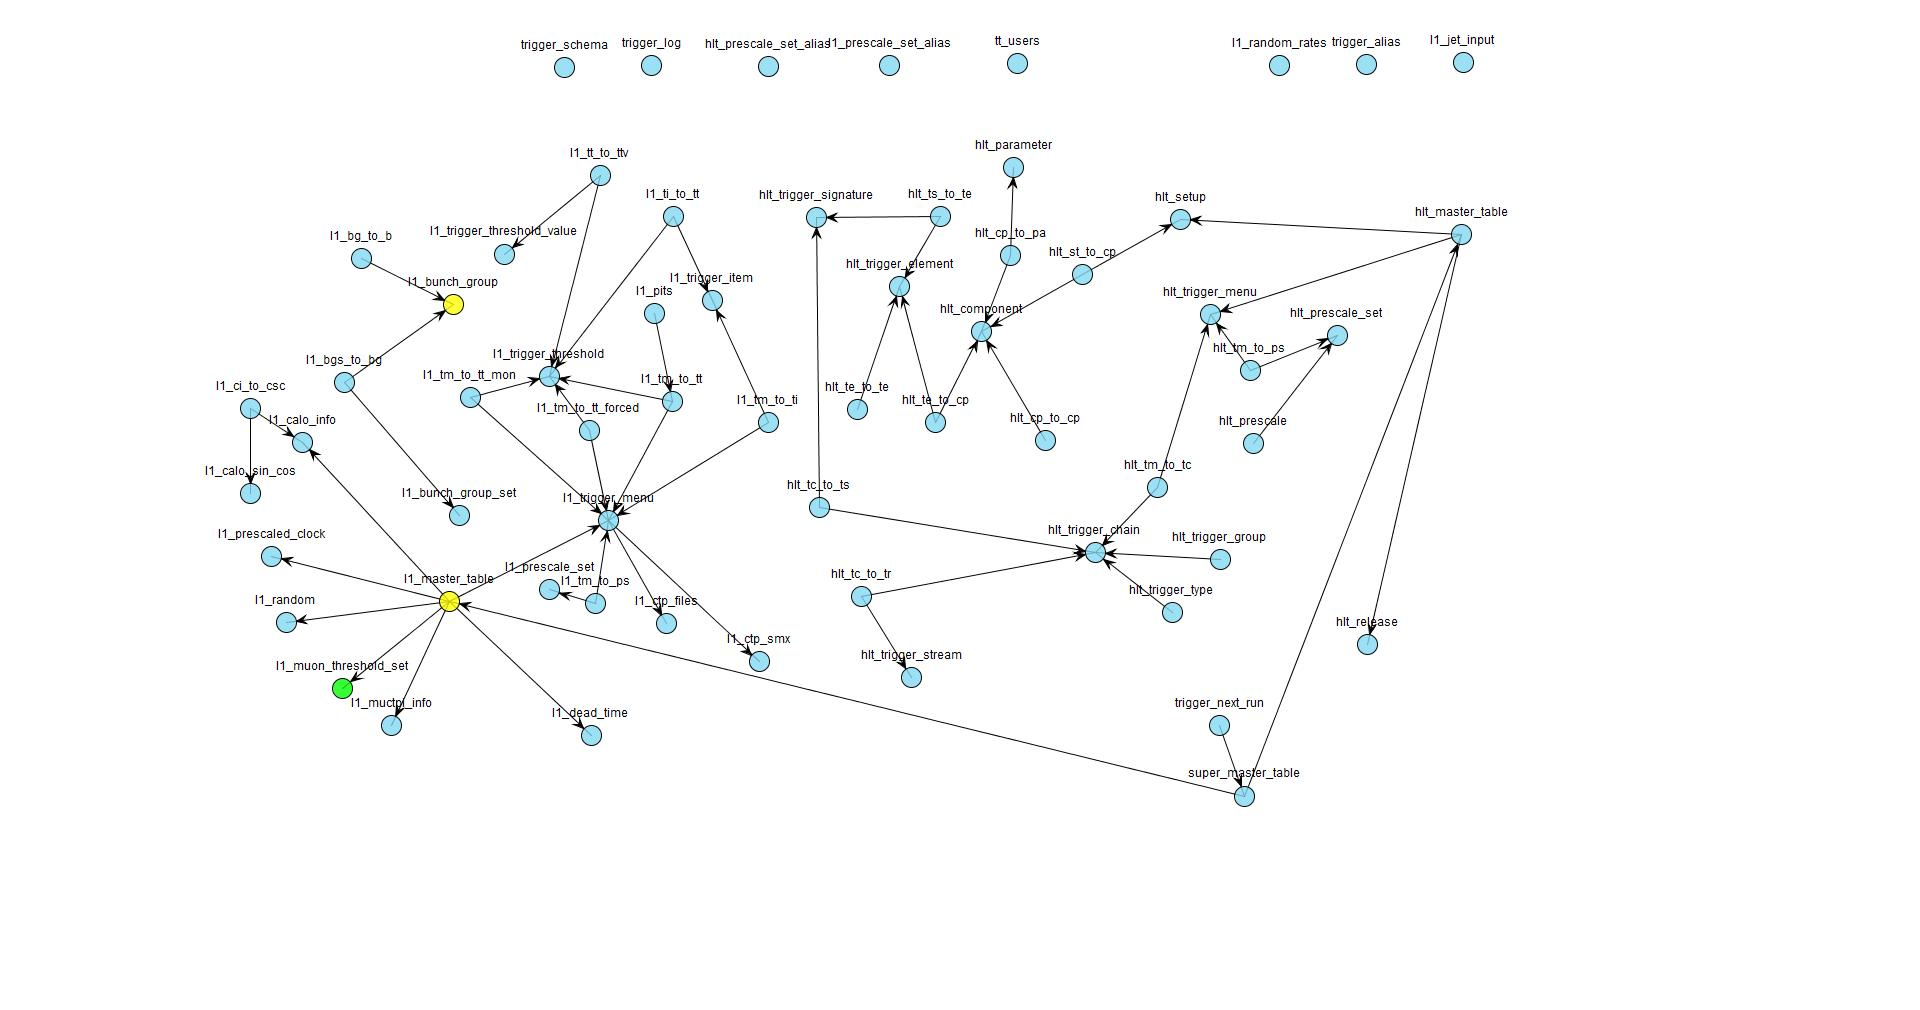 trigger_schema
trigger_log
hlt_prescale_set_alias
l1_prescale_set_alias
tt_users
l1_random_rates
trigger_alias
l1_jet_input
l1_tt_to_ttv
hlt_parameter
l1_ti_to_tt
hlt_trigger_signature
hlt_ts_to_te
hlt_setup
hlt_master_table
l1_bg_to_b
l1_trigger_threshold_value
hlt_cp_to_pa
hlt_st_to_cp
hlt_trigger_element
l1_bunch_group
l1_trigger_item
l1_pits
hlt_trigger_menu
hlt_component
hlt_prescale_set
l1_bgs_to_bg
l1_trigger_threshold
hlt_tm_to_ps
l1_ci_to_csc
l1_tm_to_tt_mon
l1_tm_to_tt
hlt_te_to_te
l1_tm_to_ti
hlt_te_to_cp
l1_tm_to_tt_forced
l1_calo_info
hlt_cp_to_cp
hlt_prescale
l1_calo_sin_cos
hlt_tm_to_tc
hlt_tc_to_ts
l1_bunch_group_set
l1_trigger_menu
l1_prescaled_clock
hlt_trigger_chain
hlt_trigger_group
l1_prescale_set
hlt_tc_to_tr
l1_master_table
l1_tm_to_ps
hlt_trigger_type
l1_random
l1_ctp_files
hlt_release
l1_ctp_smx
hlt_trigger_stream
l1_muon_threshold_set
l1_muctpi_info
trigger_next_run
l1_dead_time
super_master_table